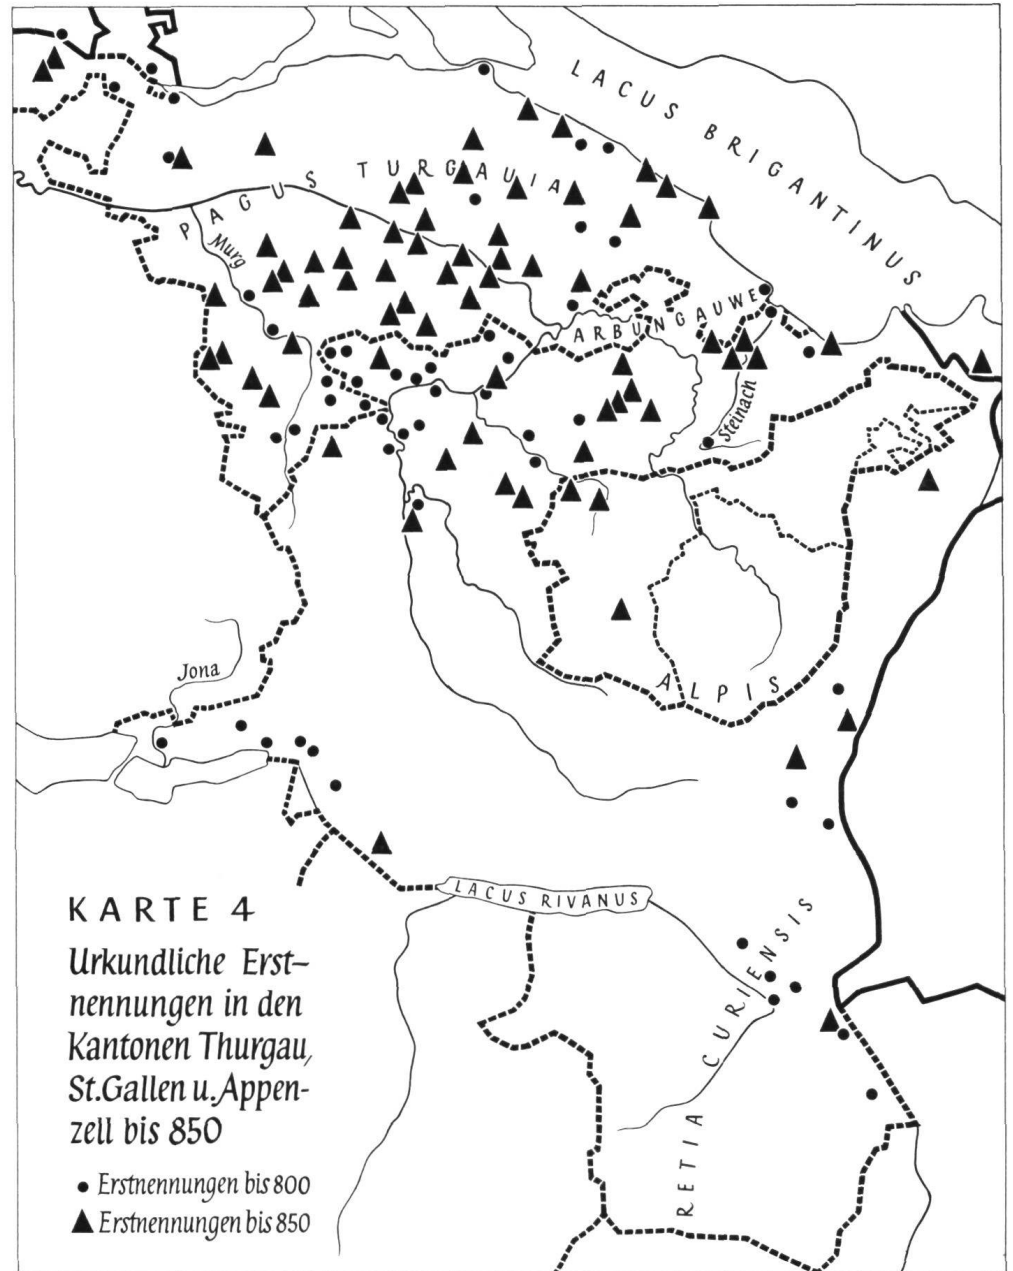 LACUS BRIGANTINUS
PAGUS TURGAUIA
Murg
ARBUNGAUWE
Steinach
Jona
ALPIS
LACUS RIVANUS
RETIA CURIENSIS
KARTE 4
Urkundliche Erst-
nennungen in den
Kantonen Thurgau,
St.Gallen u. Appen-
zell bis 850
Erstnennungen bis 800
Erstnennungen bis 850